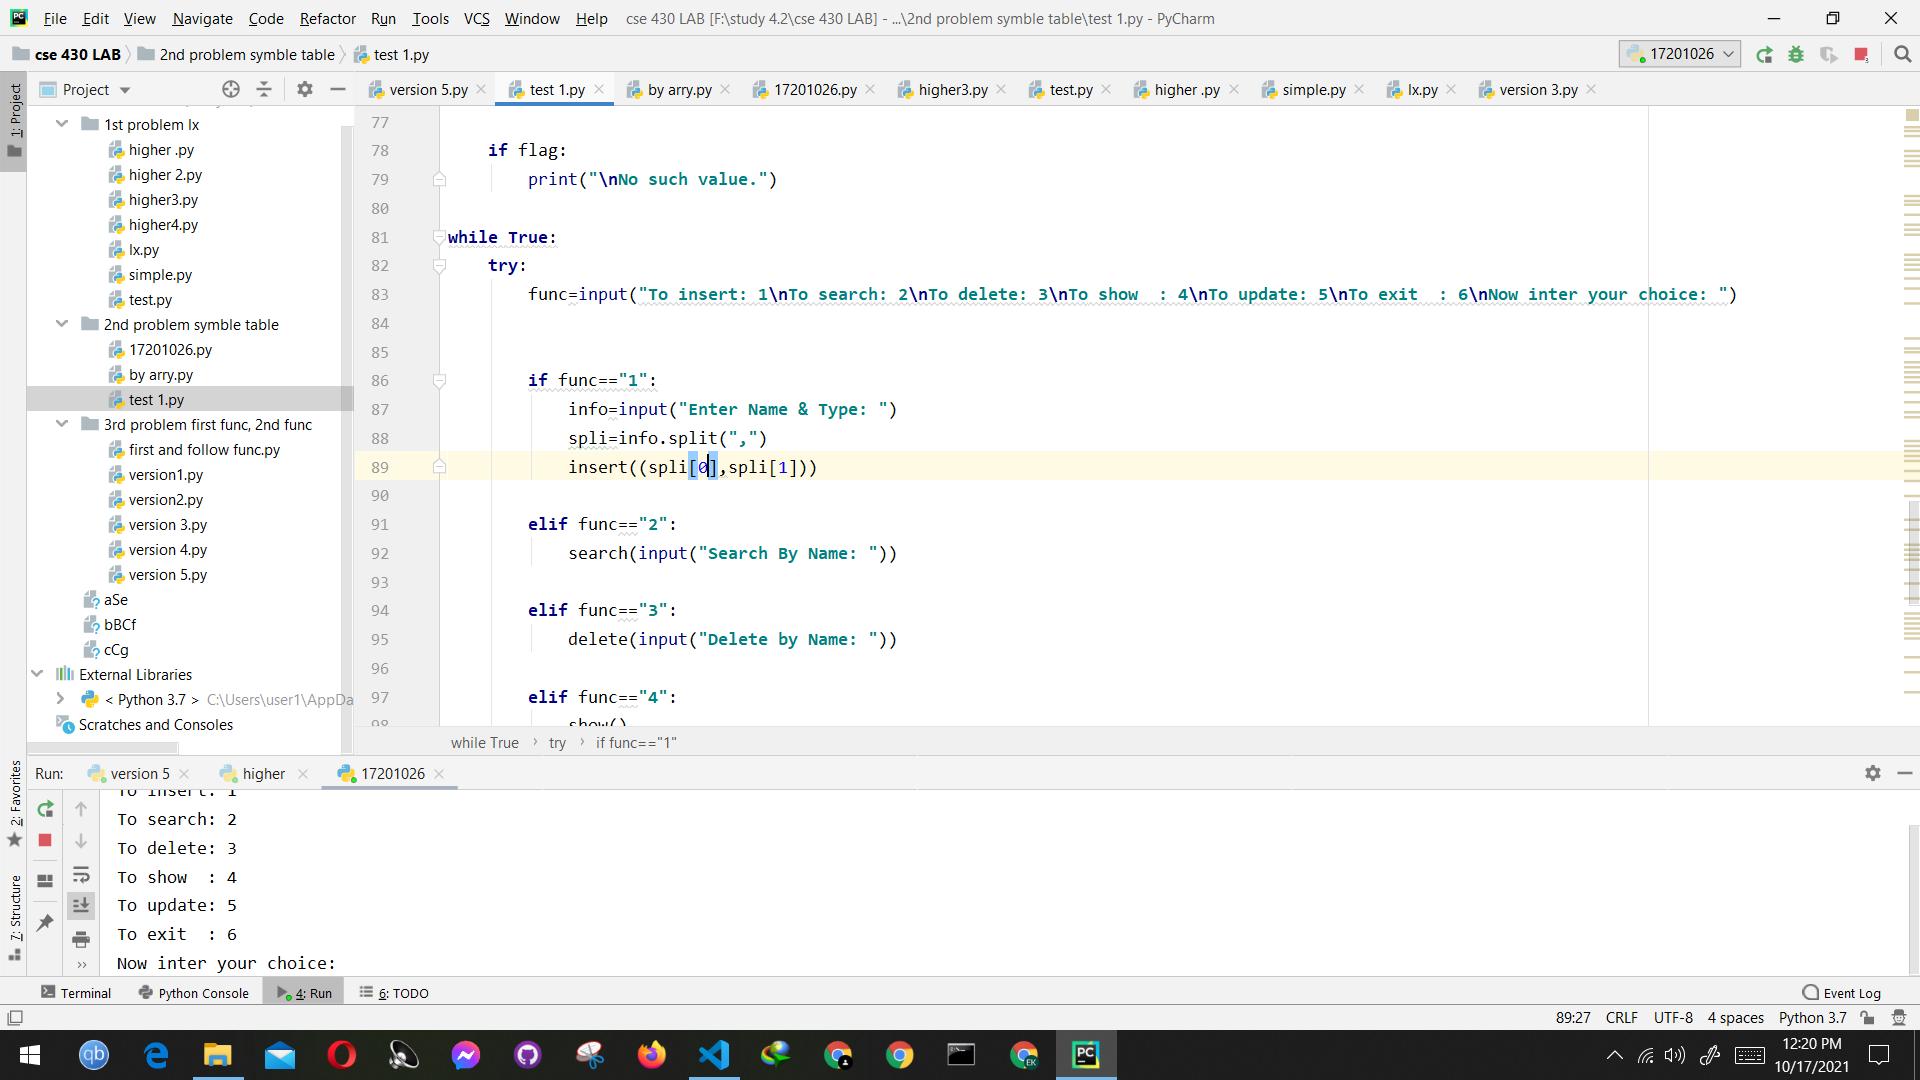 File Edit View Navigate Code Refactor Run Tools VCS Window Help cse 430 LAB [F:\study 4.2\cse 430 LAB] - ...\2nd problem symble table\test 1.py - PyCharm
cse 430 LAB 2nd problem symble table test 1.py 17201026
1: Project
Project
version 5.py test 1.py by arry.py 17201026.py higher3.py test.py higher .py simple.py lx.py version 3.py
1st problem lx
higher .py
higher 2.py
higher3.py
higher4.py
lx.py
simple.py
test.py
2nd problem symble table
17201026.py
by arry.py
test 1.py
3rd problem first func, 2nd func
first and follow func.py
version1.py
version2.py
version 3.py
version 4.py
version 5.py
aSe
bBCf
cCg
External Libraries
< Python 3.7 > C:\Users\user1\AppDa
Scratches and Consoles
77
78 if flag:
79 print("\nNo such value.")
80
81 while True:
82 try:
83 func=input("To insert: 1\nTo search: 2\nTo delete: 3\nTo show  : 4\nTo update: 5\nTo exit  : 6\nNow inter your choice: ")
84
85
86 if func=="1":
87 info=input("Enter Name & Type: ")
88 spli=info.split(",")
89 insert((spli[0],spli[1]))
90
91 elif func=="2":
92 search(input("Search By Name: "))
93
94 elif func=="3":
95 delete(input("Delete by Name: "))
96
97 elif func=="4":
98 show()
while True try if func=="1"
2: Favorites
7: Structure
Run: version 5 higher 17201026
To insert: 1
To search: 2
To delete: 3
To show  : 4
To update: 5
To exit  : 6
Now inter your choice:
Terminal Python Console 4: Run 6: TODO Event Log
89:27 CRLF UTF-8 4 spaces Python 3.7
12:20 PM
10/17/2021